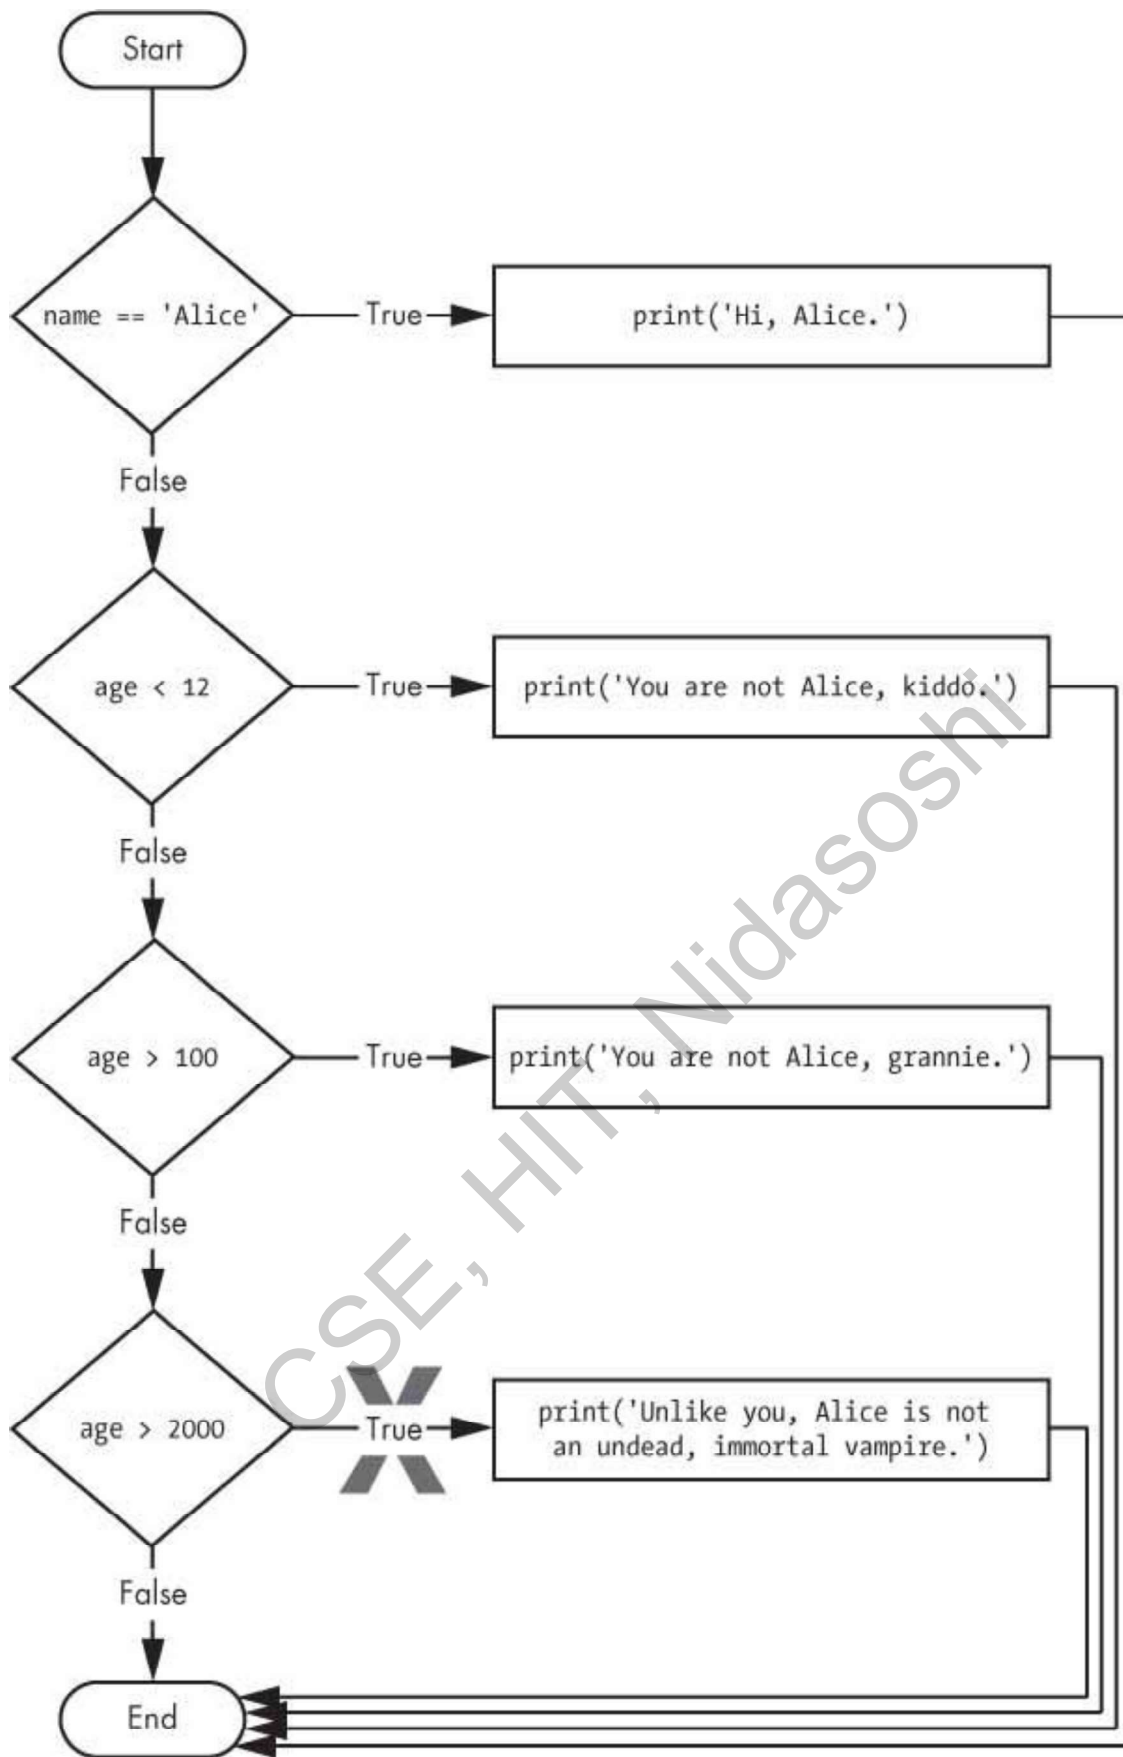 Start
name == 'Alice'
True
print('Hi, Alice.')
False
age < 12
True
print('You are not Alice, kiddo.')
False
age > 100
True
print('You are not Alice, grannie.')
False
age > 2000
True
print('Unlike you, Alice is not
an undead, immortal vampire.')
False
End
CSE, HIT, Nidasoshi